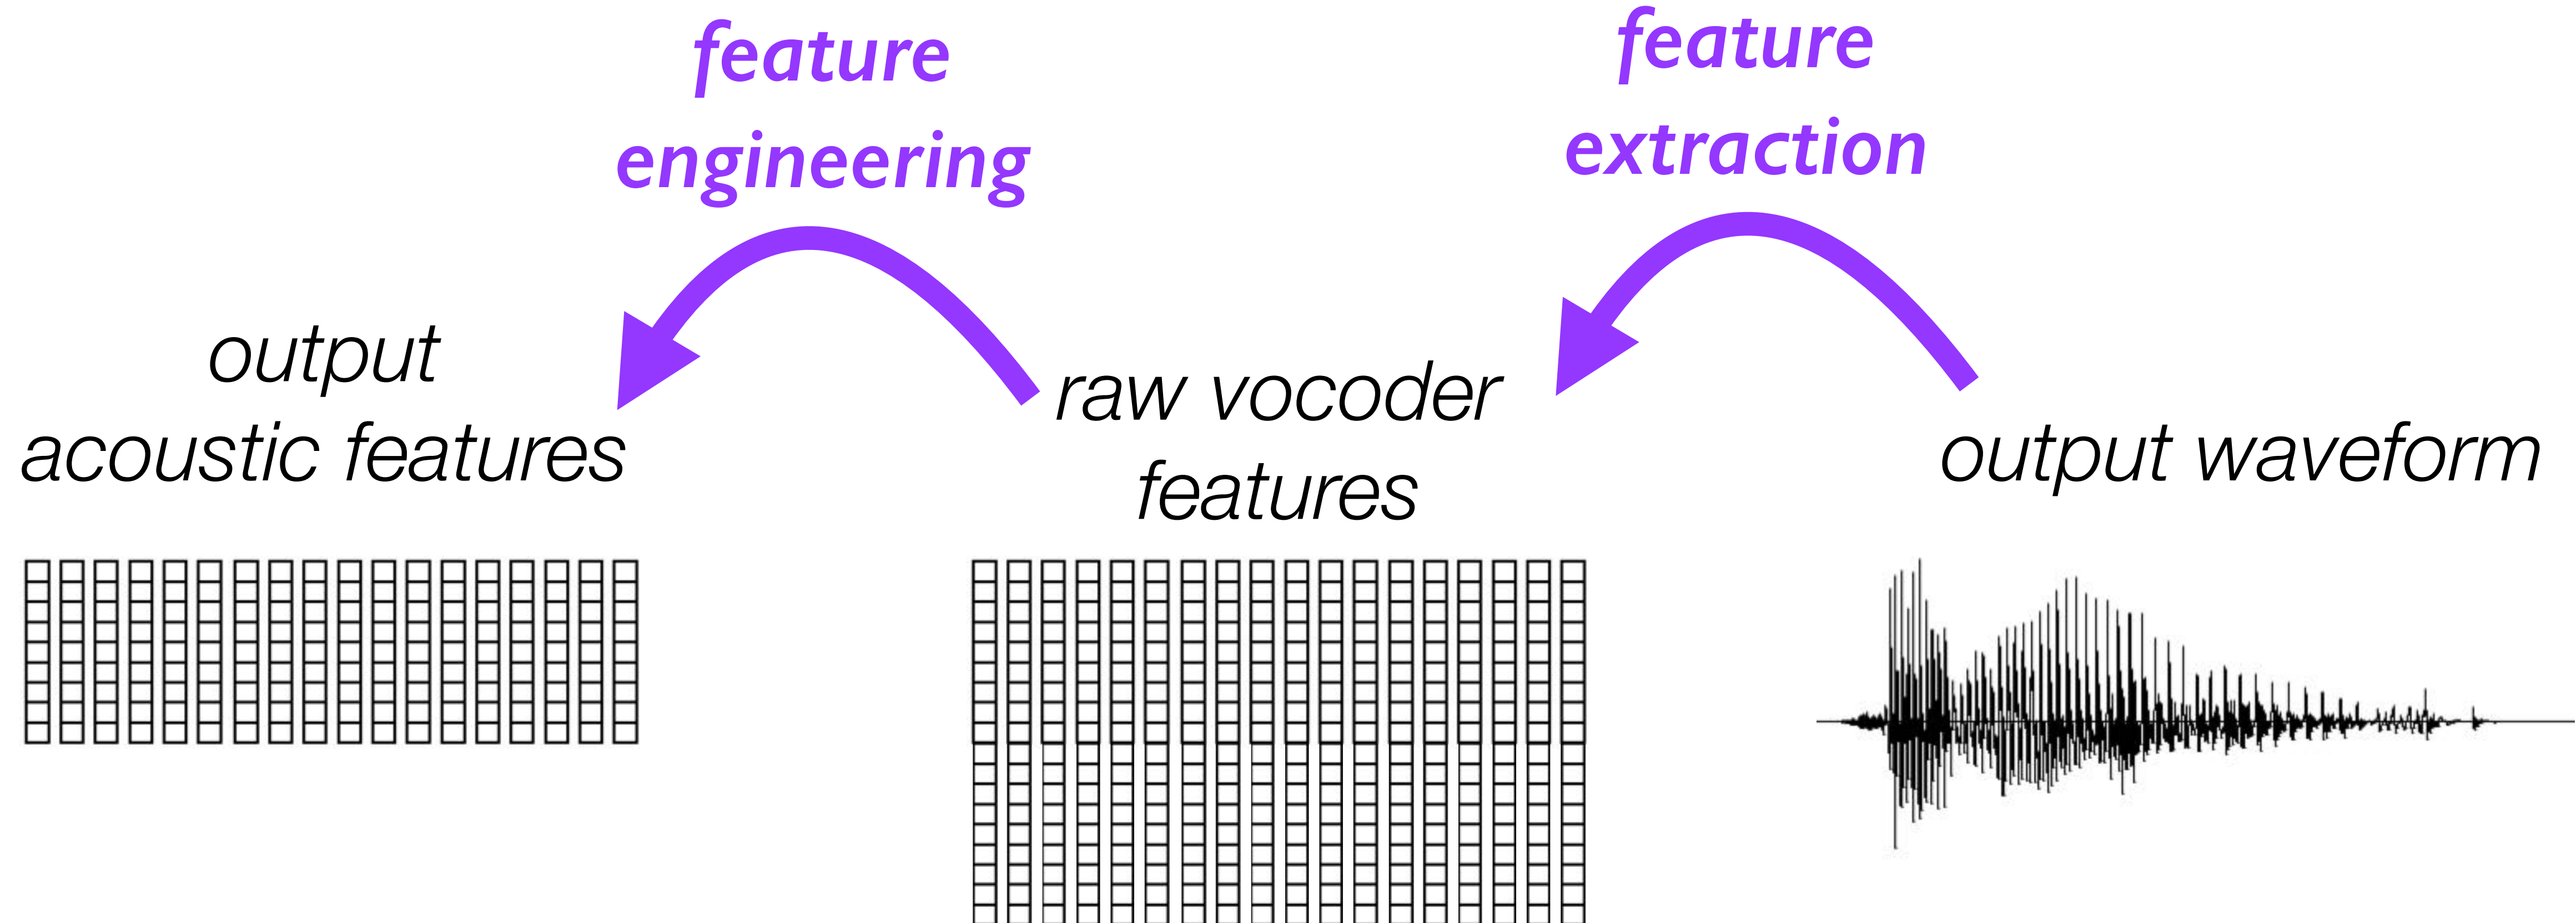 feature
engineering
feature
extraction
output
acoustic features
raw vocoder
features
output waveform